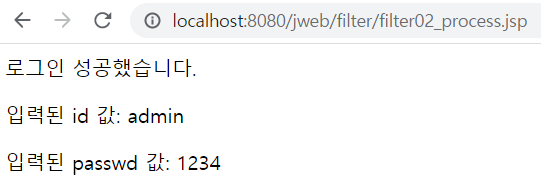 localhost:8080/jweb/filter/filter02_process.jsp
로그인 성공했습니다.
입력된 id 값: admin
입력된 passwd 값: 1234